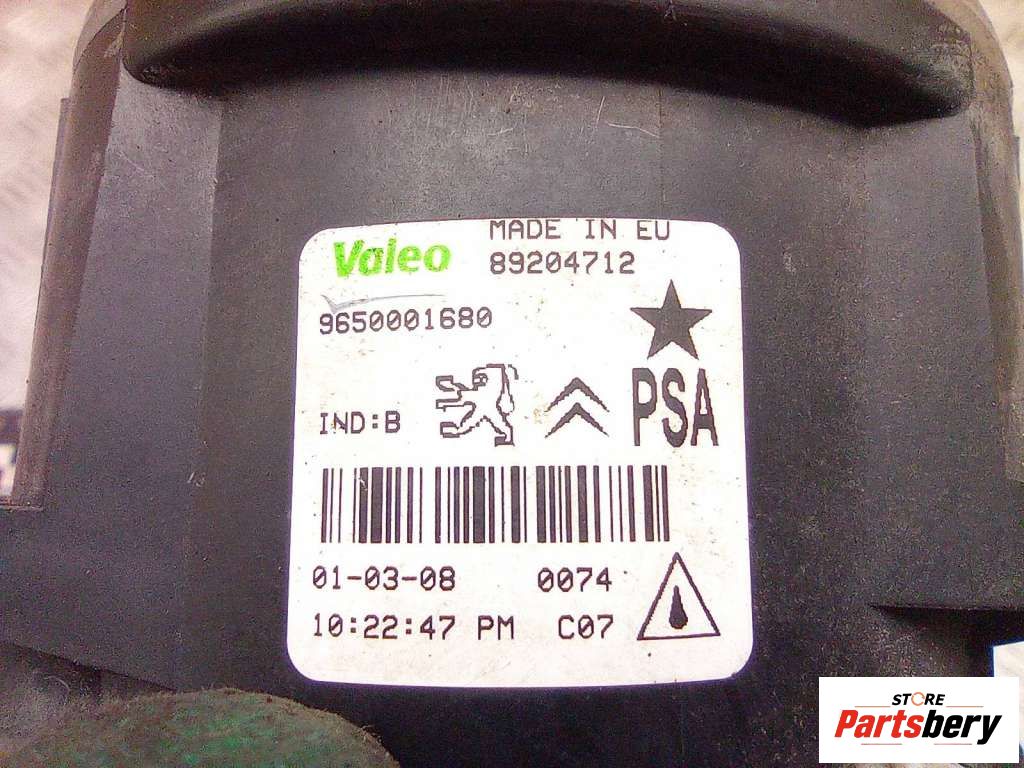 MADE IN EU
Valeo 89204712
9650001680
IND:B PSA
01-03-08 0074
10:22:47 PM C07
STORE
Partsbery